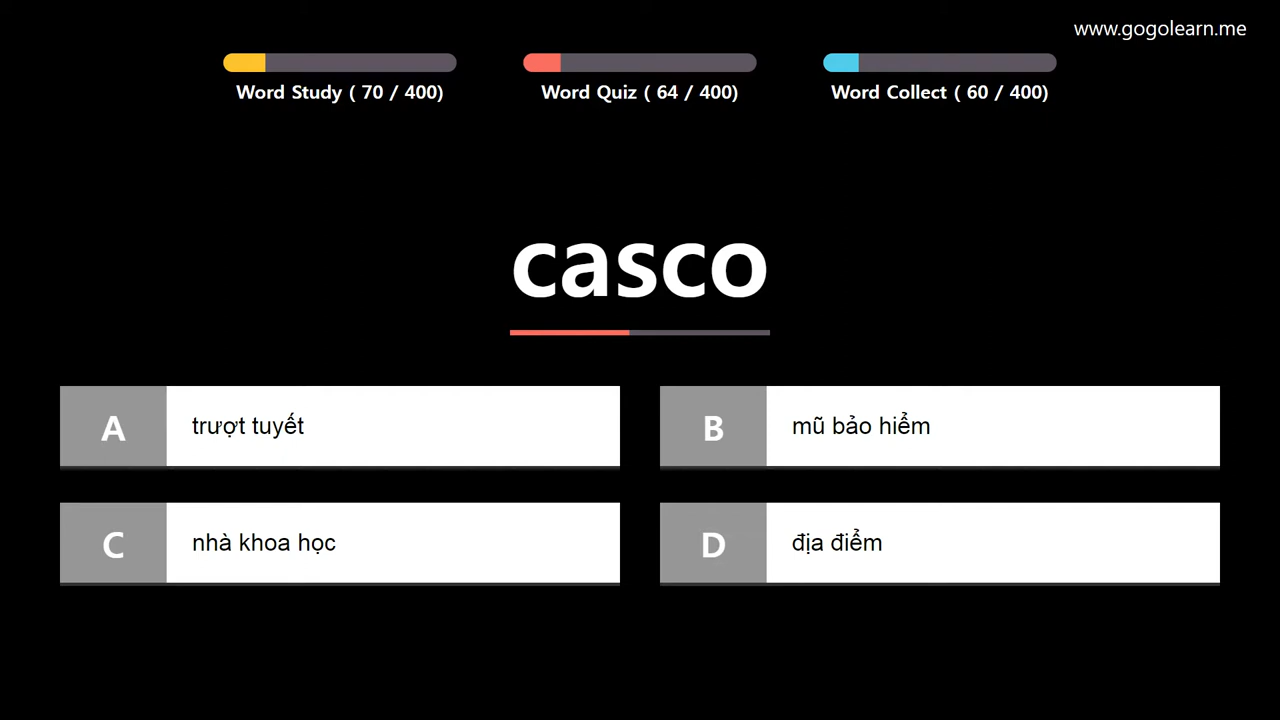 www.gogolearn.me
Word Study ( 70 / 400)
Word Quiz ( 64 / 400)
Word Collect ( 60 / 400)
casco
A
trượt tuyết
B
mũ bảo hiểm
C
nhà khoa học
D
địa điểm